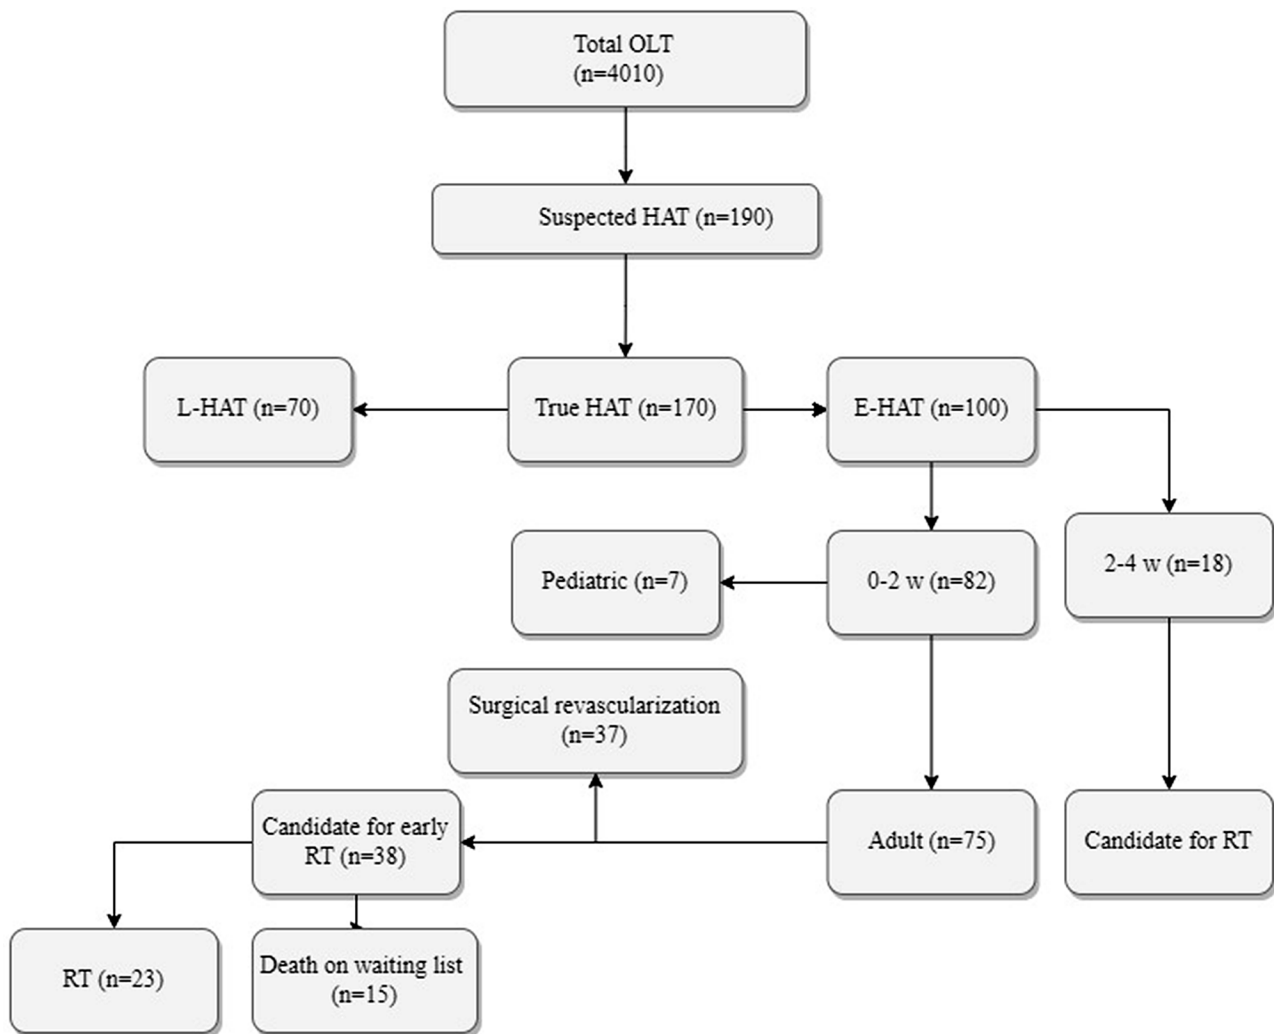 Total OLT
(n=4010)
Suspected HAT (n=190)
L-HAT (n=70)
True HAT (n=170)
E-HAT (n=100)
Pediatric (n=7)
0-2 w (n=82)
2-4 w (n=18)
Surgical revascularization
(n=37)
Candidate for early
RT (n=38)
Adult (n=75)
Candidate for RT
RT (n=23)
Death on waiting list
(n=15)